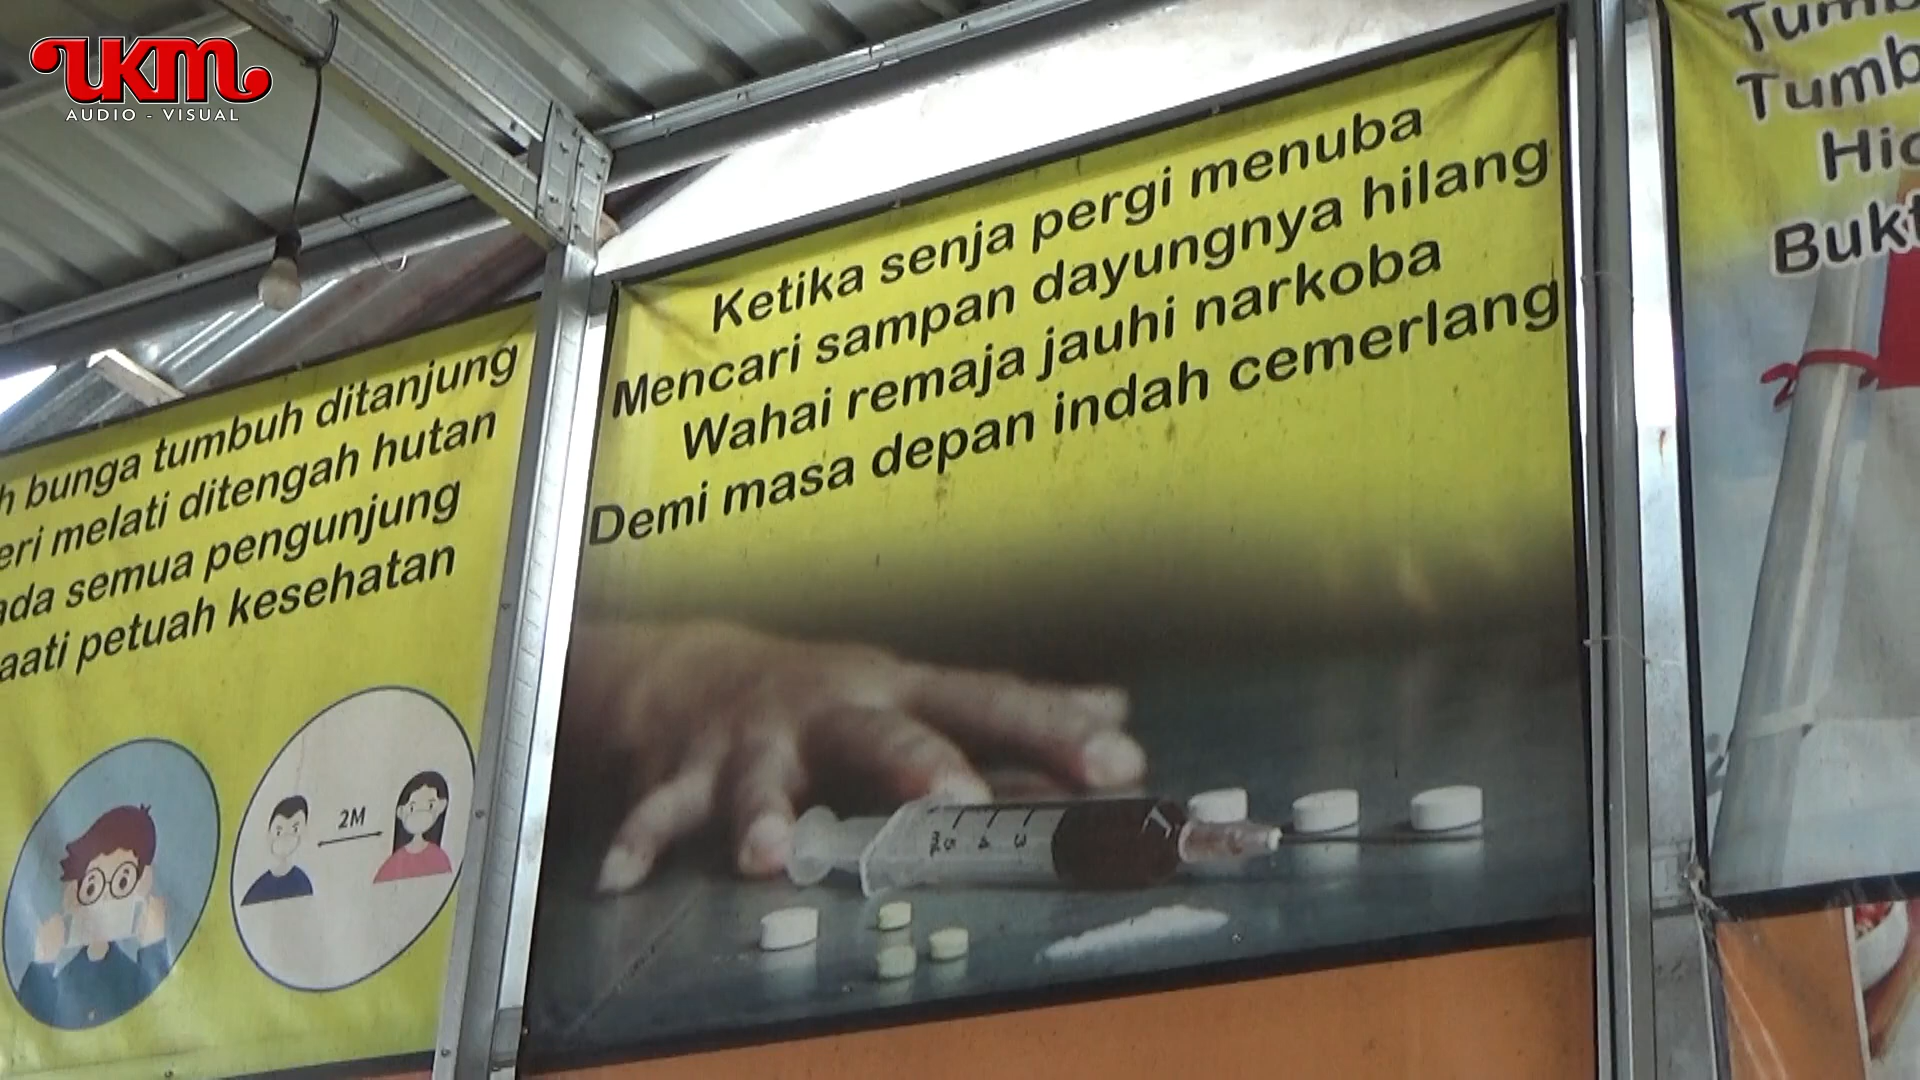 UKM
AUDIO - VISUAL
bunga tumbuh ditanjung
melati ditengah hutan
semua pengunjung
petuah kesehatan
2M
Ketika senja pergi menuba
Mencari sampan dayungnya hilang
Wahai remaja jauhi narkoba
Demi masa depan indah cemerlang